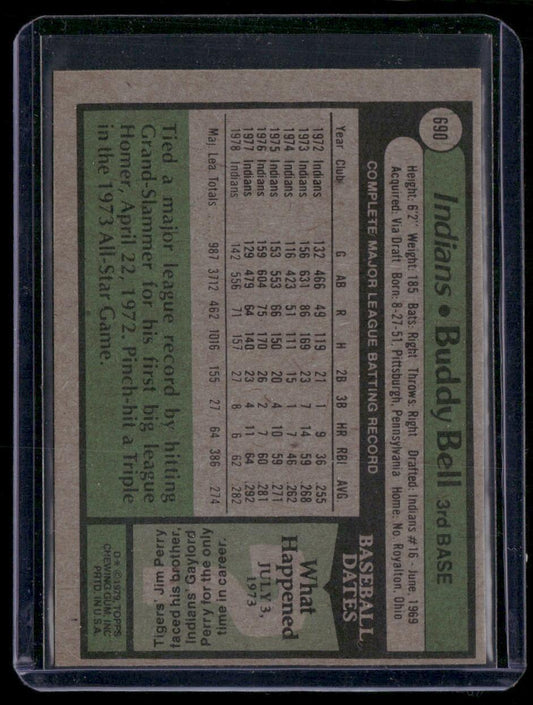 690
Indians • Buddy Bell 3rd BASE
Height: 6'2" Weight: 185 Bats: Right Throws: Right Drafted: Indians #16 - June, 1969
Acquired: Via Draft Born: 8-27-51, Pittsburgh, Pennsylvania Home: No. Royalton, Ohio
COMPLETE MAJOR LEAGUE BATTING RECORD
Year Club G AB R H 2B 3B HR RBI AVG.
1972 Indians 132 466 49 119 21 1 9 36 .255
1973 Indians 156 631 86 169 23 7 14 59 .268
1974 Indians 116 423 51 111 15 1 7 46 .262
1975 Indians 153 553 66 150 20 4 10 59 .271
1976 Indians 159 604 75 170 26 2 7 60 .281
1977 Indians 129 479 64 140 23 4 11 64 .292
1978 Indians 142 556 71 157 27 8 6 62 .282
Maj. Lea. Totals 987 3712 462 1016 155 27 64 386 .274
Tied a major league record by hitting
Grand-Slammer for his first big league
Homer, April 22, 1972. Pinch-hit a Triple
in the 1973 All-Star Game.
BASEBALL
DATES
What
Happened
JULY 3,
1973
Tigers' Jim Perry
faced his brother,
Indians' Gaylord
Perry for the only
time in career.
D* © 1979 TOPPS
CHEWING GUM, INC.
PRTD. IN U.S.A.